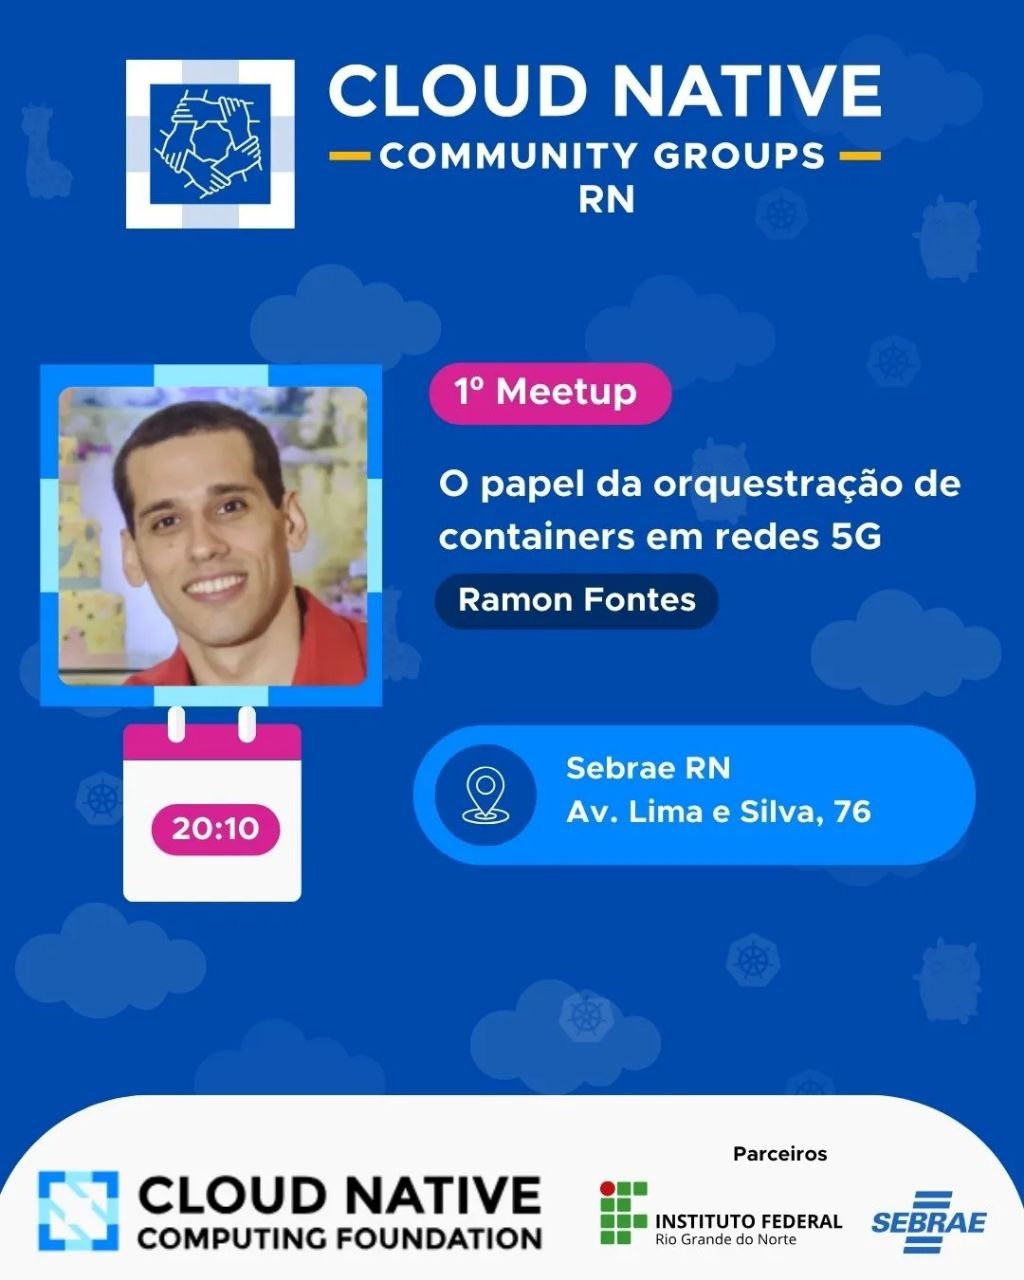 CLOUD NATIVE
COMMUNITY GROUPS
RN
1º Meetup
O papel da orquestração de
containers em redes 5G
Ramon Fontes
20:10
Sebrae RN
Av. Lima e Silva, 76
Parceiros
CLOUD NATIVE
COMPUTING FOUNDATION
INSTITUTO FEDERAL
Rio Grande do Norte
SEBRAE